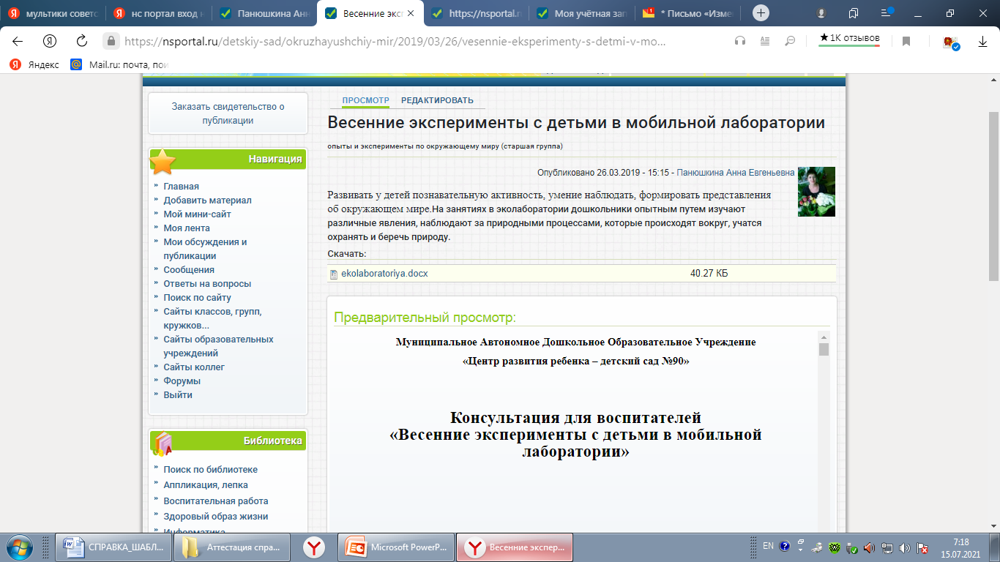 мультики советс
нс портал вход н
Панюшкина Анн
Весенние эксп
https://nsportal.r
Моя учётная зап
* Письмо «Изме
https://nsportal.ru/detskiy-sad/okruzhayushchiy-mir/2019/03/26/vesennie-eksperimenty-s-detmi-v-mo...
★1К отзывов
Яндекс
Mail.ru: почта, пои
Заказать свидетельство о
публикации
Навигация
Главная
Добавить материал
Мой мини-сайт
Моя лента
Мои обсуждения и
публикации
Сообщения
Ответы на вопросы
Поиск по сайту
Сайты классов, групп,
кружков...
Сайты образовательных
учреждений
Сайты коллег
Форумы
Выйти
Библиотека
Поиск по библиотеке
Аппликация, лепка
Воспитательная работа
Здоровый образ жизни
Информатика
ПРОСМОТР РЕДАКТИРОВАТЬ
Весенние эксперименты с детьми в мобильной лаборатории
опыты и эксперименты по окружающему миру (старшая группа)
Опубликовано 26.03.2019 - 15:15 - Панюшкина Анна Евгеньевна
Развивать у детей познавательную активность, умение наблюдать, формировать представления
об окружающем мире.На занятиях в эколаборатории дошкольники опытным путем изучают
различные явления, наблюдают за природными процессами, которые происходят вокруг, учатся
охранять и беречь природу.
Скачать:
ekolaboratoriya.docx 40.27 КБ
Предварительный просмотр:
Муниципальное Автономное Дошкольное Образовательное Учреждение
«Центр развития ребенка – детский сад №90»
Консультация для воспитателей
«Весенние эксперименты с детьми в мобильной
лаборатории»
СПРАВКА_ШАБЛ...
Аттестация спра...
Microsoft PowerP...
Весенние экспер...
EN
7:18
15.07.2021